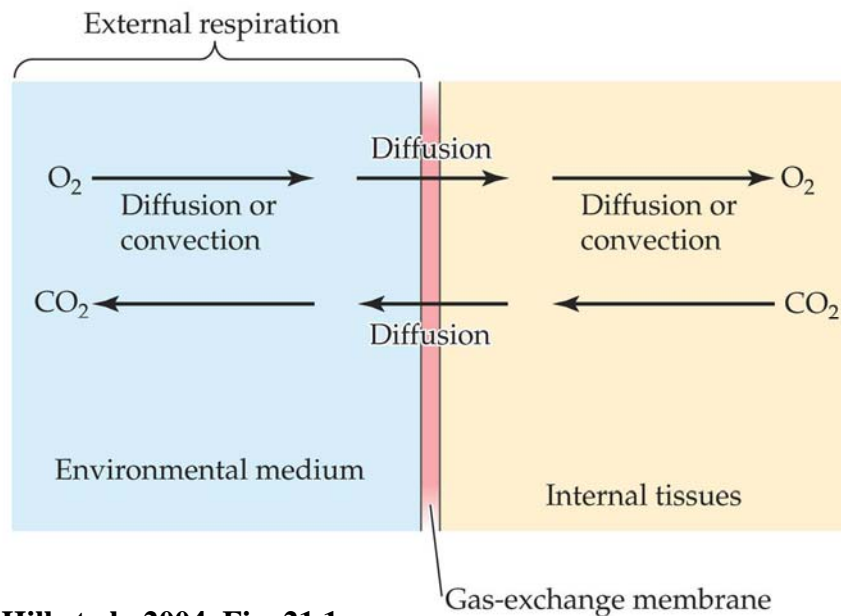 External respiration
Diffusion
O₂
Diffusion or
convection
Diffusion or
convection
O₂
CO₂
Diffusion
CO₂
Environmental medium
Internal tissues
Gas-exchange membrane